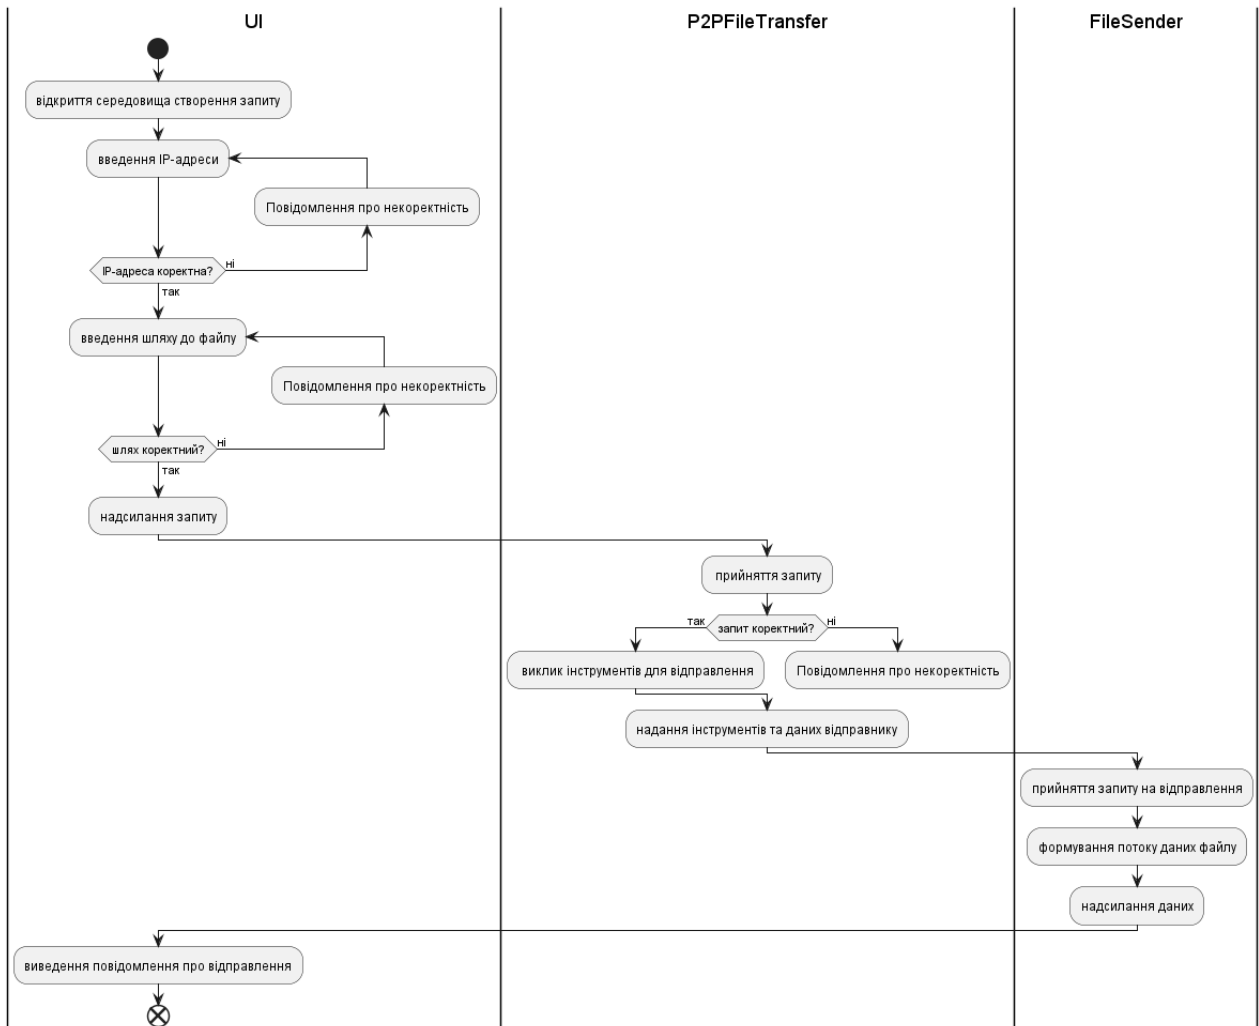 UI
P2PFileTransfer
FileSender
відкриття середовища створення запиту
введення IP-адреси
Повідомлення про некоректність
IP-адреса коректна?
ні
так
введення шляху до файлу
Повідомлення про некоректність
шлях коректний?
ні
так
надсилання запиту
прийняття запиту
так
запит коректний?
ні
виклик інструментів для відправлення
Повідомлення про некоректність
надання інструментів та даних відправнику
прийняття запиту на відправлення
формування потоку даних файлу
надсилання даних
виведення повідомлення про відправлення